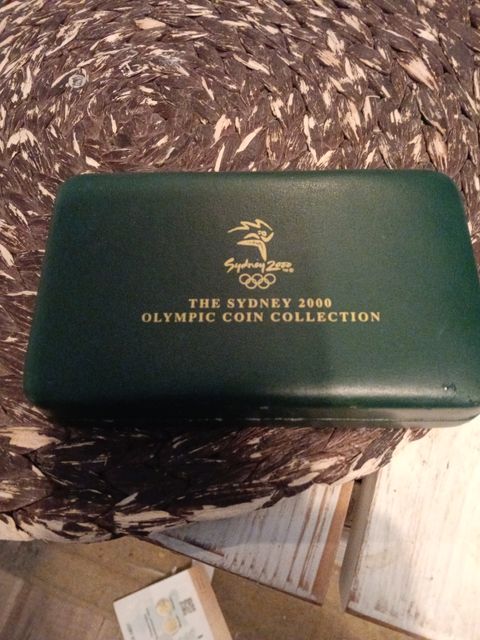 Sydney 2000
THE SYDNEY 2000
OLYMPIC COIN COLLECTION